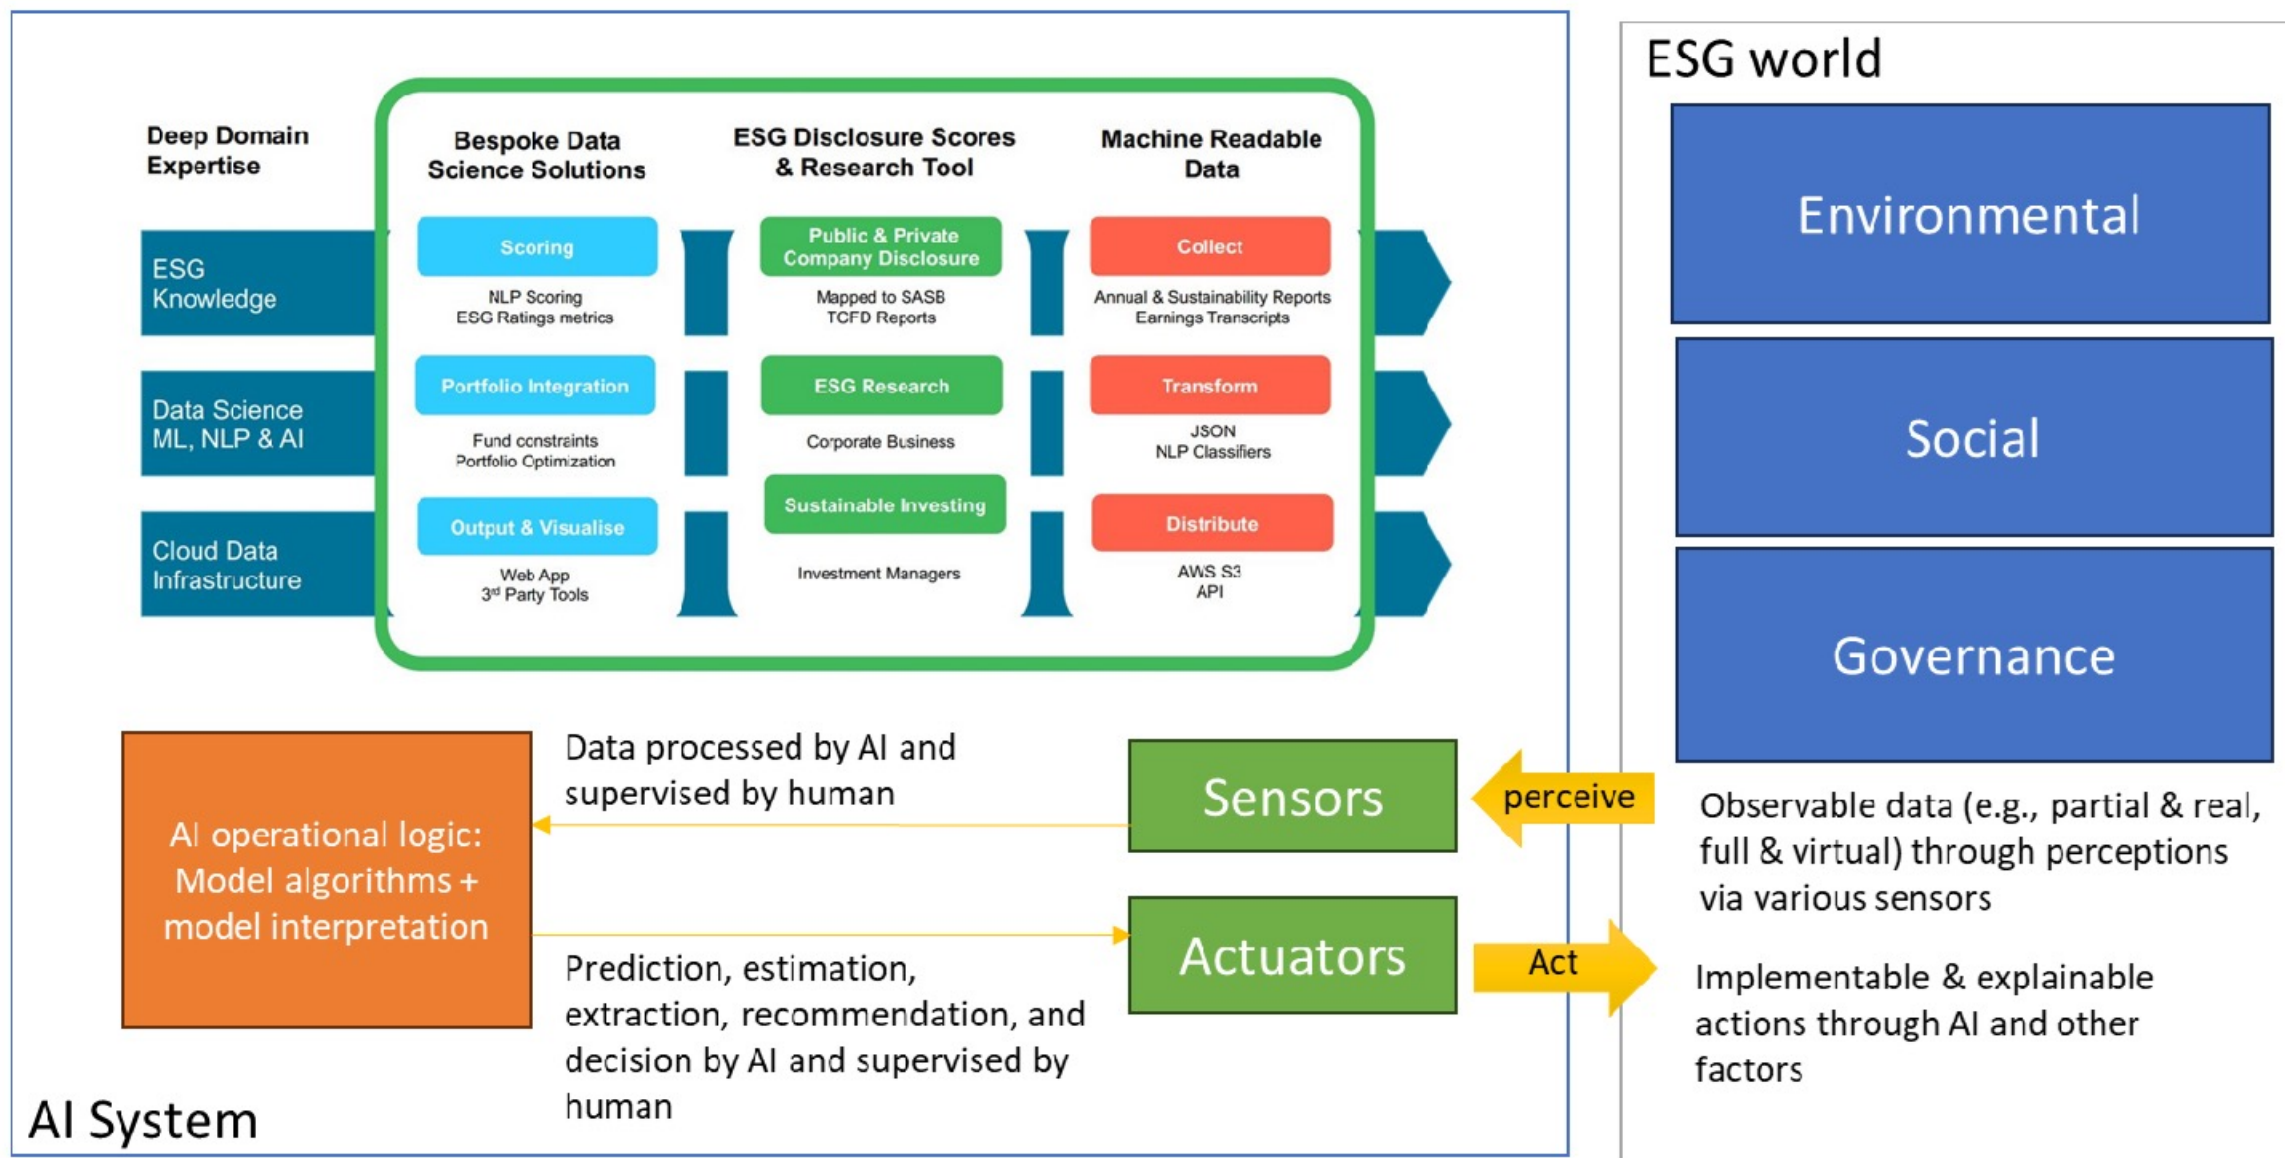 Deep Domain
Expertise
ESG
Knowledge
Data Science
ML, NLP & AI
Cloud Data
Infrastructure
Bespoke Data
Science Solutions
Scoring
NLP Scoring
ESG Ratings metrics
Portfolio Integration
Fund constraints
Portfolio Optimization
Output & Visualise
Web App
3rd Party Tools
ESG Disclosure Scores
& Research Tool
Public & Private
Company Disclosure
Mapped to SASB
TCFD Reports
ESG Research
Corporate Business
Sustainable Investing
Investment Managers
Machine Readable
Data
Collect
Annual & Sustainability Reports
Earnings Transcripts
Transform
JSON
NLP Classifiers
Distribute
AWS S3
API
AI operational logic:
Model algorithms +
model interpretation
Data processed by AI and
supervised by human
Prediction, estimation,
extraction, recommendation, and
decision by AI and supervised by
human
Sensors
Actuators
perceive
Act
AI System
ESG world
Environmental
Social
Governance
Observable data (e.g., partial & real,
full & virtual) through perceptions
via various sensors
Implementable & explainable
actions through AI and other
factors